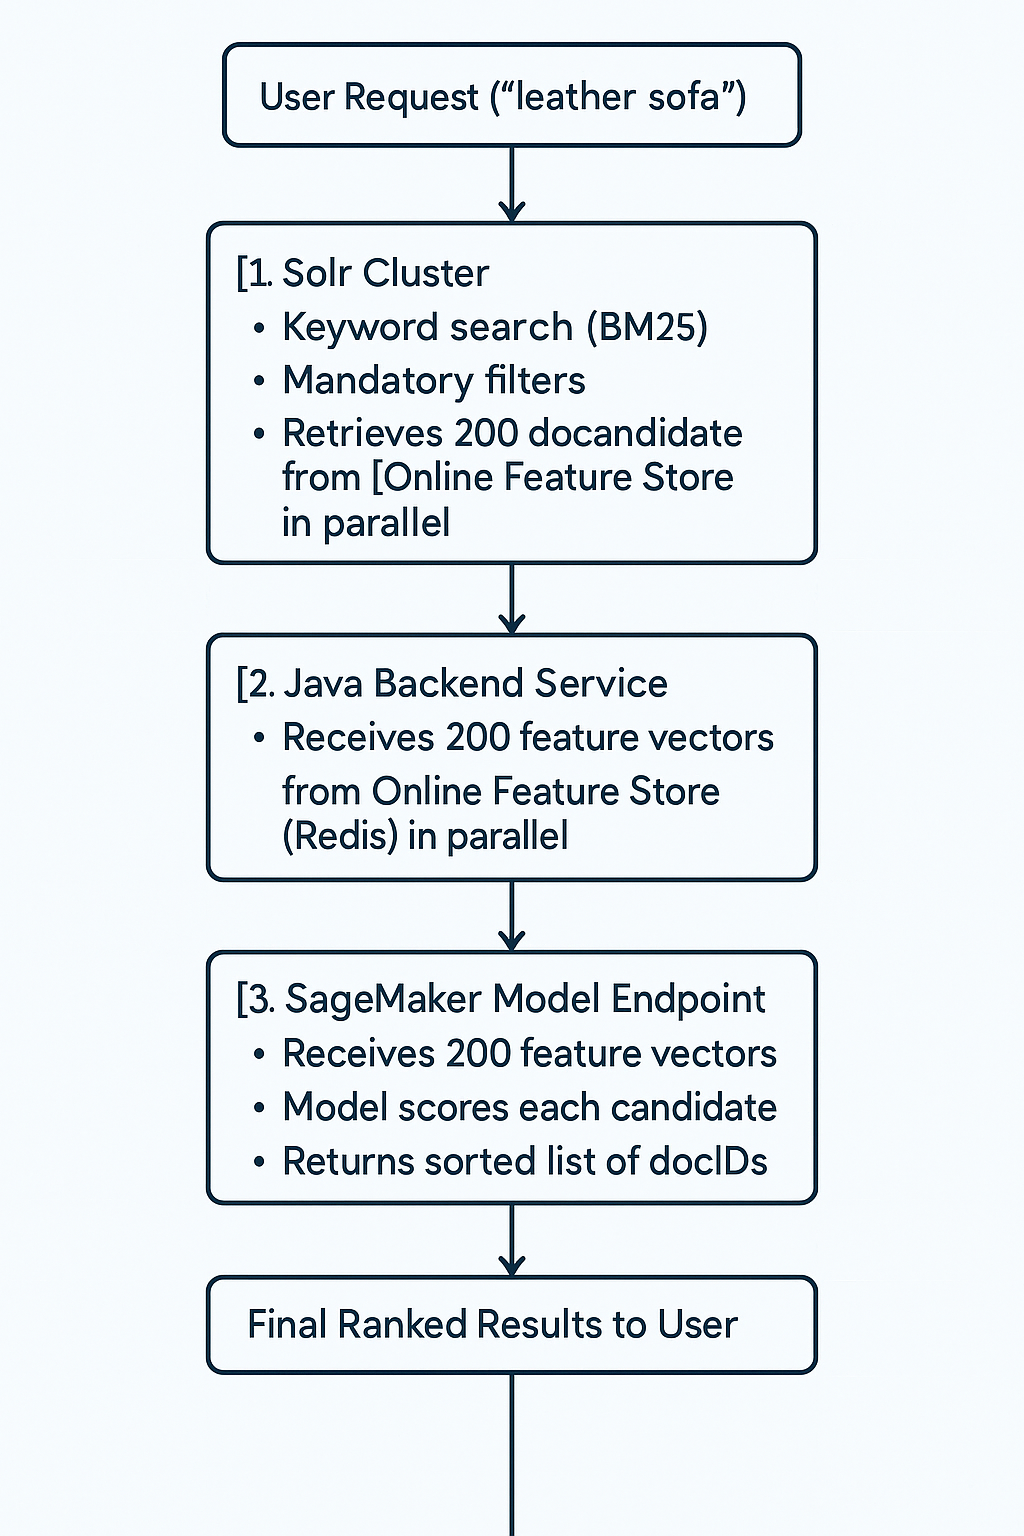 User Request (“leather sofa”)
[1. Solr Cluster
• Keyword search (BM25)
• Mandatory filters
• Retrieves 200 docandidate
from [Online Feature Store
in parallel
[2. Java Backend Service
• Receives 200 feature vectors
from Online Feature Store
(Redis) in parallel
[3. SageMaker Model Endpoint
• Receives 200 feature vectors
• Model scores each candidate
• Returns sorted list of docIDs
Final Ranked Results to User